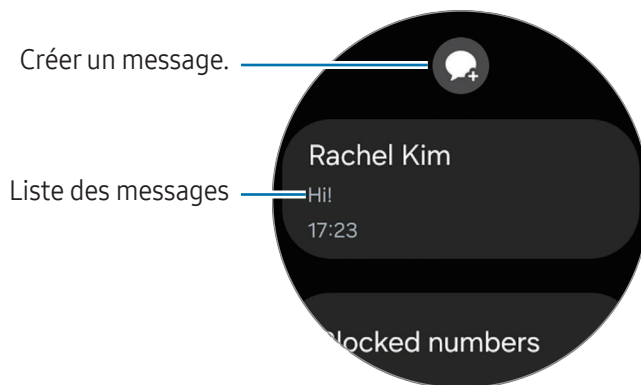 Créer un message.
Rachel Kim
Liste des messages
Hi!
17:23
Blocked numbers